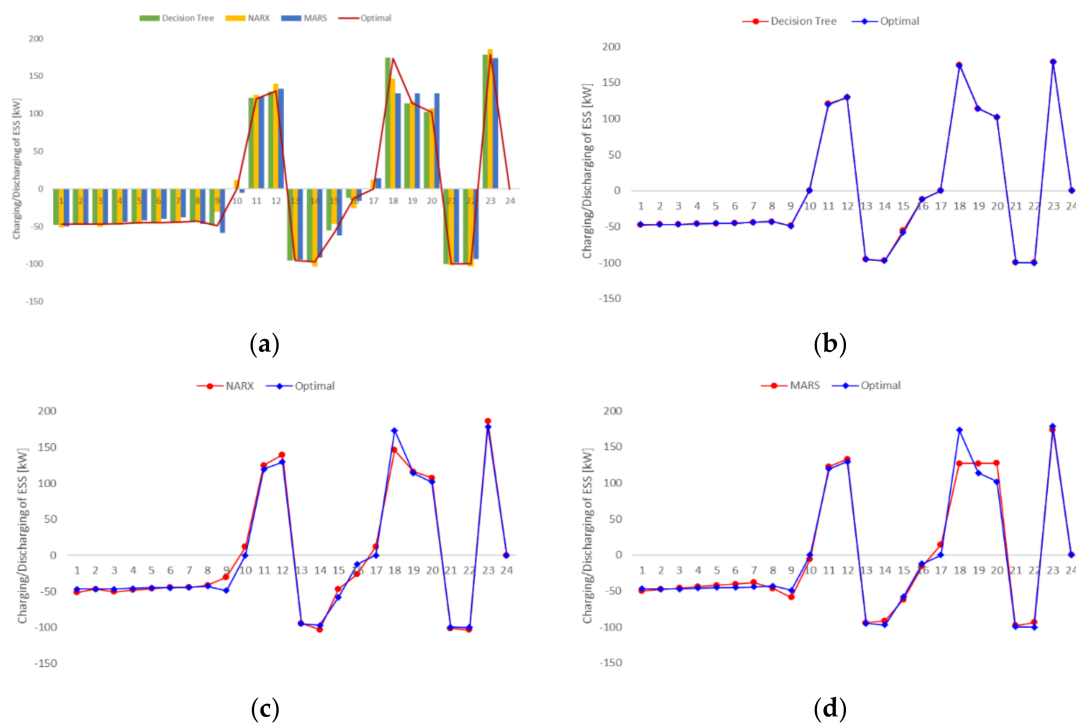 Decision Tree NARX MARS Optimal
Charging/Discharging of ESS [kW]
200
150
100
50
0
-50
-100
-150
1 2 3 4 5 6 7 8 9 10 11 12 13 14 15 16 17 18 19 20 21 22 23 24
(a)
Decision Tree Optimal
Charging/Discharging of ESS [kW]
200
150
100
50
0
-50
-100
-150
1 2 3 4 5 6 7 8 9 10 11 12 13 14 15 16 17 18 19 20 21 22 23 24
(b)
NARX Optimal
Charging/Discharging of ESS [kW]
200
150
100
50
0
-50
-100
-150
1 2 3 4 5 6 7 8 9 10 11 12 13 14 15 16 17 18 19 20 21 22 23 24
(c)
MARS Optimal
Charging/Discharging of ESS [kW]
200
150
100
50
0
-50
-100
-150
1 2 3 4 5 6 7 8 9 10 11 12 13 14 15 16 17 18 19 20 21 22 23 24
(d)